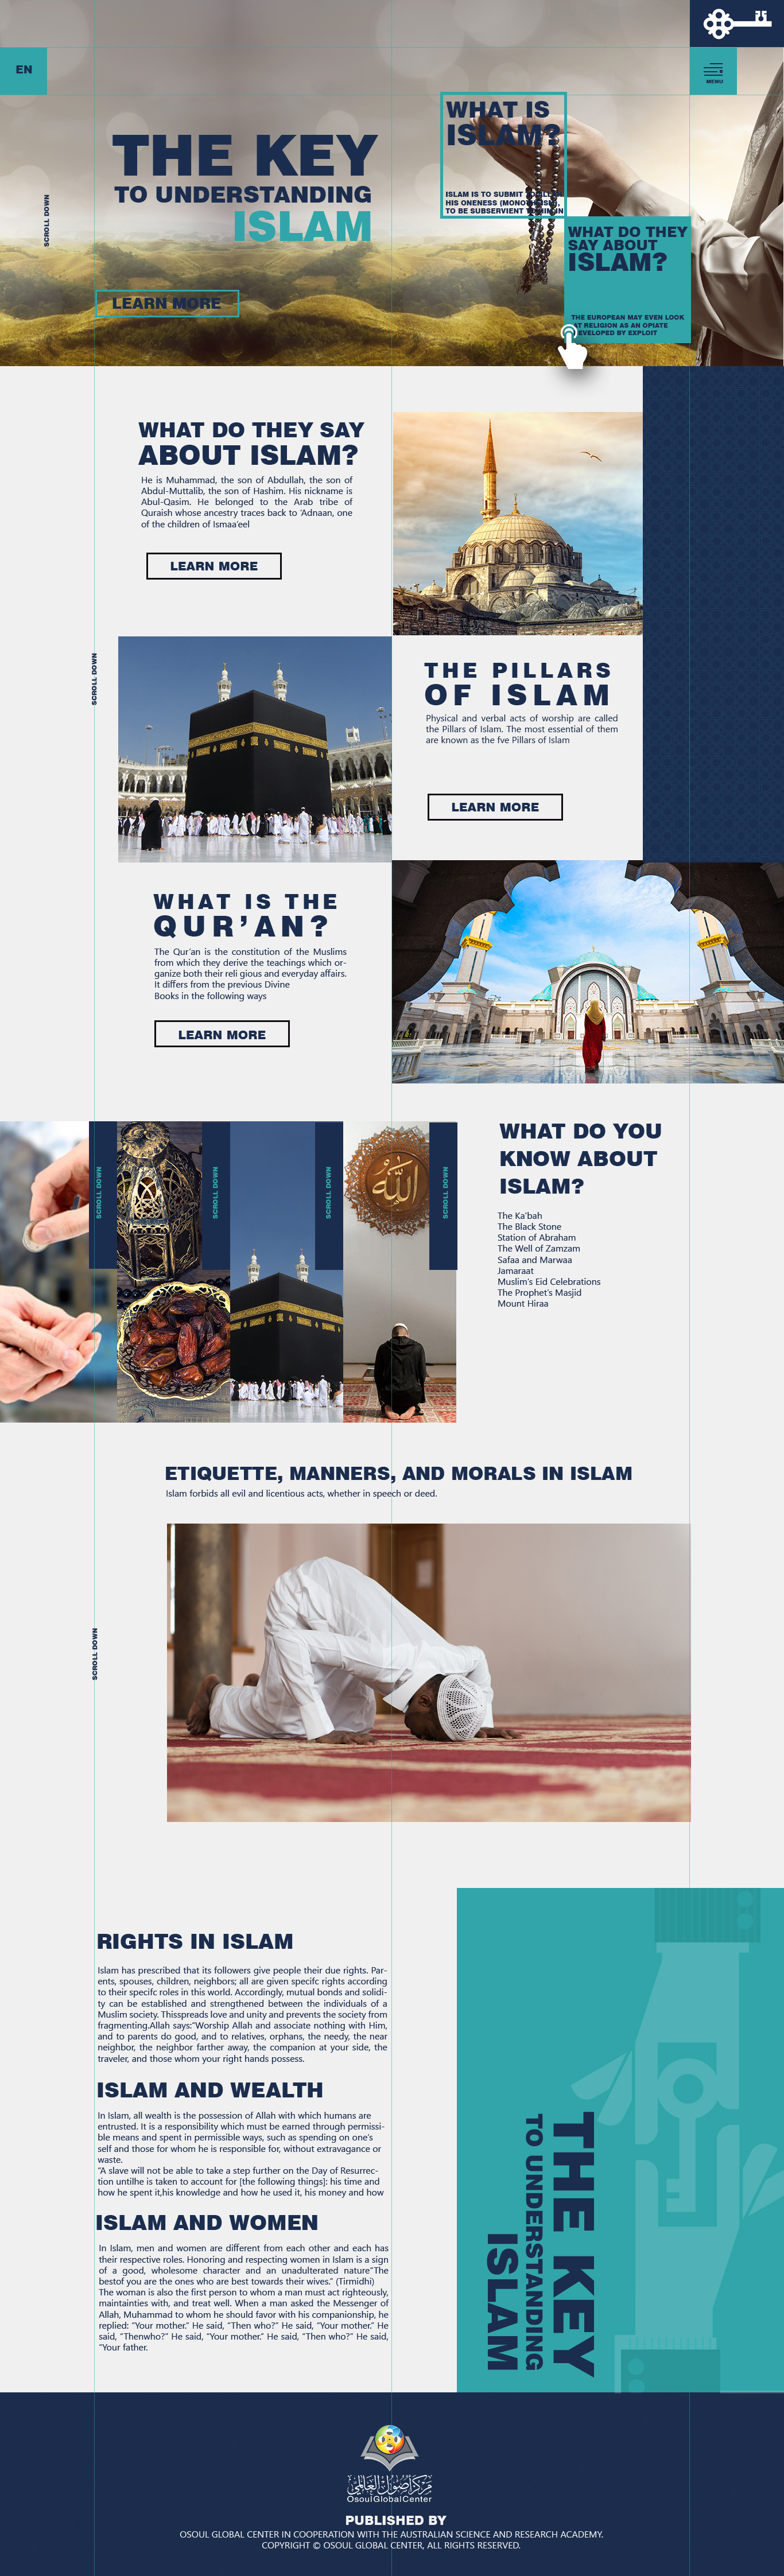 EN
MENU
THE KEY
TO UNDERSTANDING
ISLAM
SCROLL DOWN
LEARN MORE
WHAT IS
ISLAM?
ISLAM IS TO SUBMIT
HIS ONENESS
TO BE SUBSERVIENT
WHAT DO THEY
SAY ABOUT
ISLAM?
THE EUROPEAN MAY EVEN LOOK
AT RELIGION AS AN OPIATE
DEVELOPED BY EXPLOIT
WHAT DO THEY SAY
ABOUT ISLAM?
He is Muhammad, the son of Abdullah, the son of
Abdul-Muttalib, the son of Hashim. His nickname is
Abul-Qasim. He belonged to the Arab tribe of
Quraish whose ancestry traces back to ‘Adnaan, one
of the children of Ismaa’eel
LEARN MORE
SCROLL DOWN
THE PILLARS
OF ISLAM
Physical and verbal acts of worship are called
the Pillars of Islam. The most essential of them
are known as the fve Pillars of Islam
LEARN MORE
WHAT IS THE
QUR’AN?
The Qur’an is the constitution of the Muslims
from which they derive the teachings which or-
ganize both their reli gious and everyday affairs.
It differs from the previous Divine
Books in the following ways
LEARN MORE
SCROLL DOWN
SCROLL DOWN
SCROLL DOWN
SCROLL DOWN
الله
WHAT DO YOU
KNOW ABOUT
ISLAM?
The Ka’bah
The Black Stone
Station of Abraham
The Well of Zamzam
Safaa and Marwaa
Jamaraat
Muslim’s Eid Celebrations
The Prophet’s Masjid
Mount Hiraa
ETIQUETTE, MANNERS, AND MORALS IN ISLAM
Islam forbids all evil and licentious acts, whether in speech or deed.
SCROLL DOWN
RIGHTS IN ISLAM
Islam has prescribed that its followers give people their due rights. Par-
ents, spouses, children, neighbors; all are given specifc rights according
to their specifc roles in this world. Accordingly, mutual bonds and solidi-
ty can be established and strengthened between the individuals of a
Muslim society. Thisspreads love and unity and prevents the society from
fragmenting.Allah says:“Worship Allah and associate nothing with Him,
and to parents do good, and to relatives, orphans, the needy, the near
neighbor, the neighbor farther away, the companion at your side, the
traveler, and those whom your right hands possess.
ISLAM AND WEALTH
In Islam, all wealth is the possession of Allah with which humans are
entrusted. It is a responsibility which must be earned through permissi-
ble means and spent in permissible ways, such as spending on one’s
self and those for whom he is responsible for, without extravagance or
waste.
“A slave will not be able to take a step further on the Day of Resurrec-
tion untilhe is taken to account for [the following things]: his time and
how he spent it,his knowledge and how he used it, his money and how
ISLAM AND WOMEN
In Islam, men and women are different from each other and each has
their respective roles. Honoring and respecting women in Islam is a sign
of a good, wholesome character and an unadulterated nature“The
bestof you are the ones who are best towards their wives.” (Tirmidhi)
The woman is also the first person to whom a man must act righteously,
maintainties with, and treat well. When a man asked the Messenger of
Allah, Muhammad to whom he should favor with his companionship, he
replied: “Your mother.” He said, “Then who?” He said, “Your mother.” He
said, “Thenwho?” He said, “Your mother.” He said, “Then who?” He said,
“Your father.
THE KEY
TO UNDERSTANDING
ISLAM
مركز أصول العالمي
OsoulGlobalCenter
PUBLISHED BY
OSOUL GLOBAL CENTER IN COOPERATION WITH THE AUSTRALIAN SCIENCE AND RESEARCH ACADEMY.
COPYRIGHT © OSOUL GLOBAL CENTER, ALL RIGHTS RESERVED.